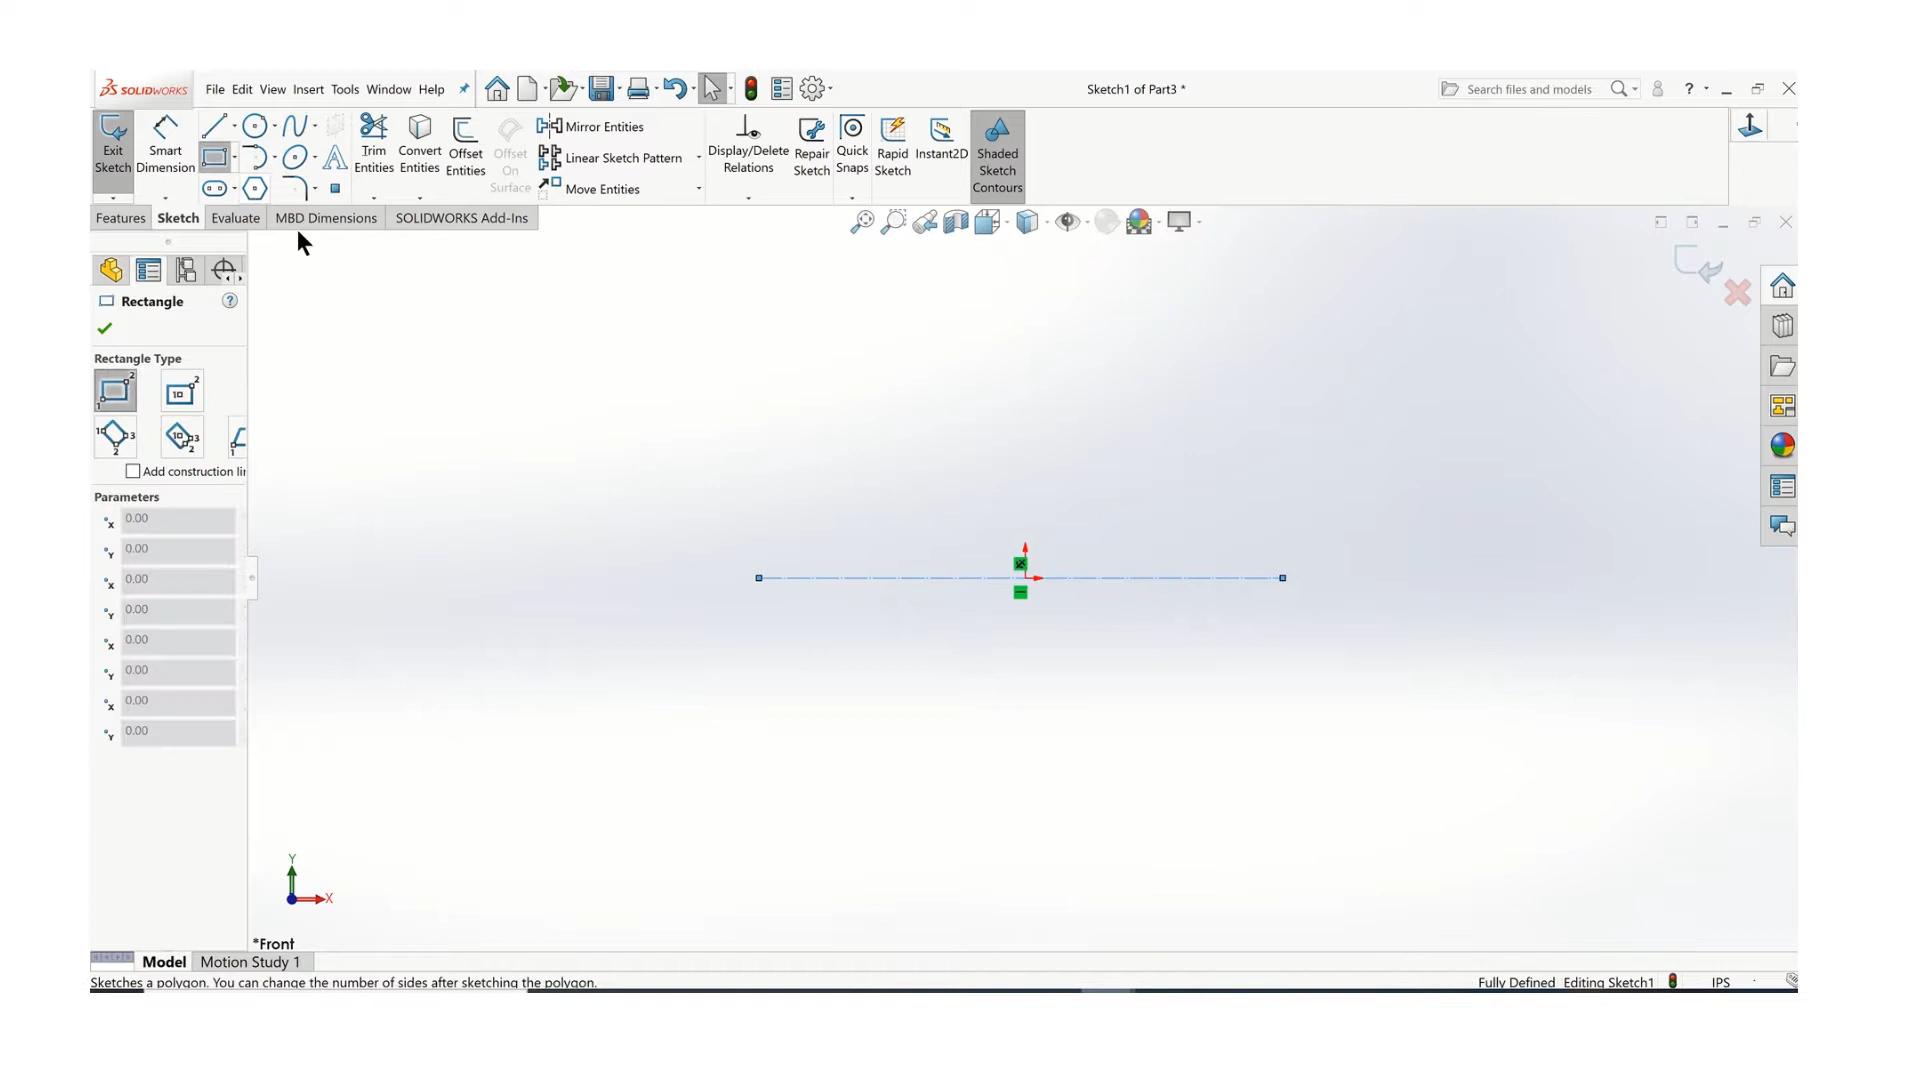 SOLIDWORKS File Edit View Insert Tools Window Help Sketch1 of Part3 * Search files and models ?
Exit Sketch
Smart Dimension
Trim Entities
Convert Entities
Offset Entities
Offset On Surface
Mirror Entities
Linear Sketch Pattern
Move Entities
Display/Delete Relations
Repair Sketch
Quick Snaps
Rapid Sketch
Instant2D
Shaded Sketch Contours
Features Sketch Evaluate MBD Dimensions SOLIDWORKS Add-Ins
Rectangle ?
Rectangle Type
Add construction lin
Parameters
X 0.00
Y 0.00
X 0.00
Y 0.00
X 0.00
Y 0.00
X 0.00
Y 0.00
Y
X
*Front
Model Motion Study 1
Sketches a polygon. You can change the number of sides after sketching the polygon. Fully Defined Editing Sketch1 IPS